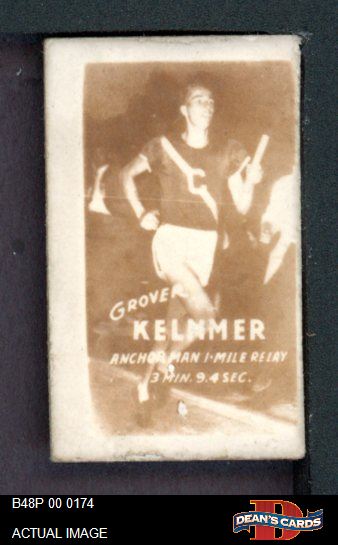 C
GROVER
KELMMER
ANCHOR MAN 1-MILE RELAY
3 MIN. 9.4 SEC.
B48P 00 0174
ACTUAL IMAGE
D
DEAN'S CARDS